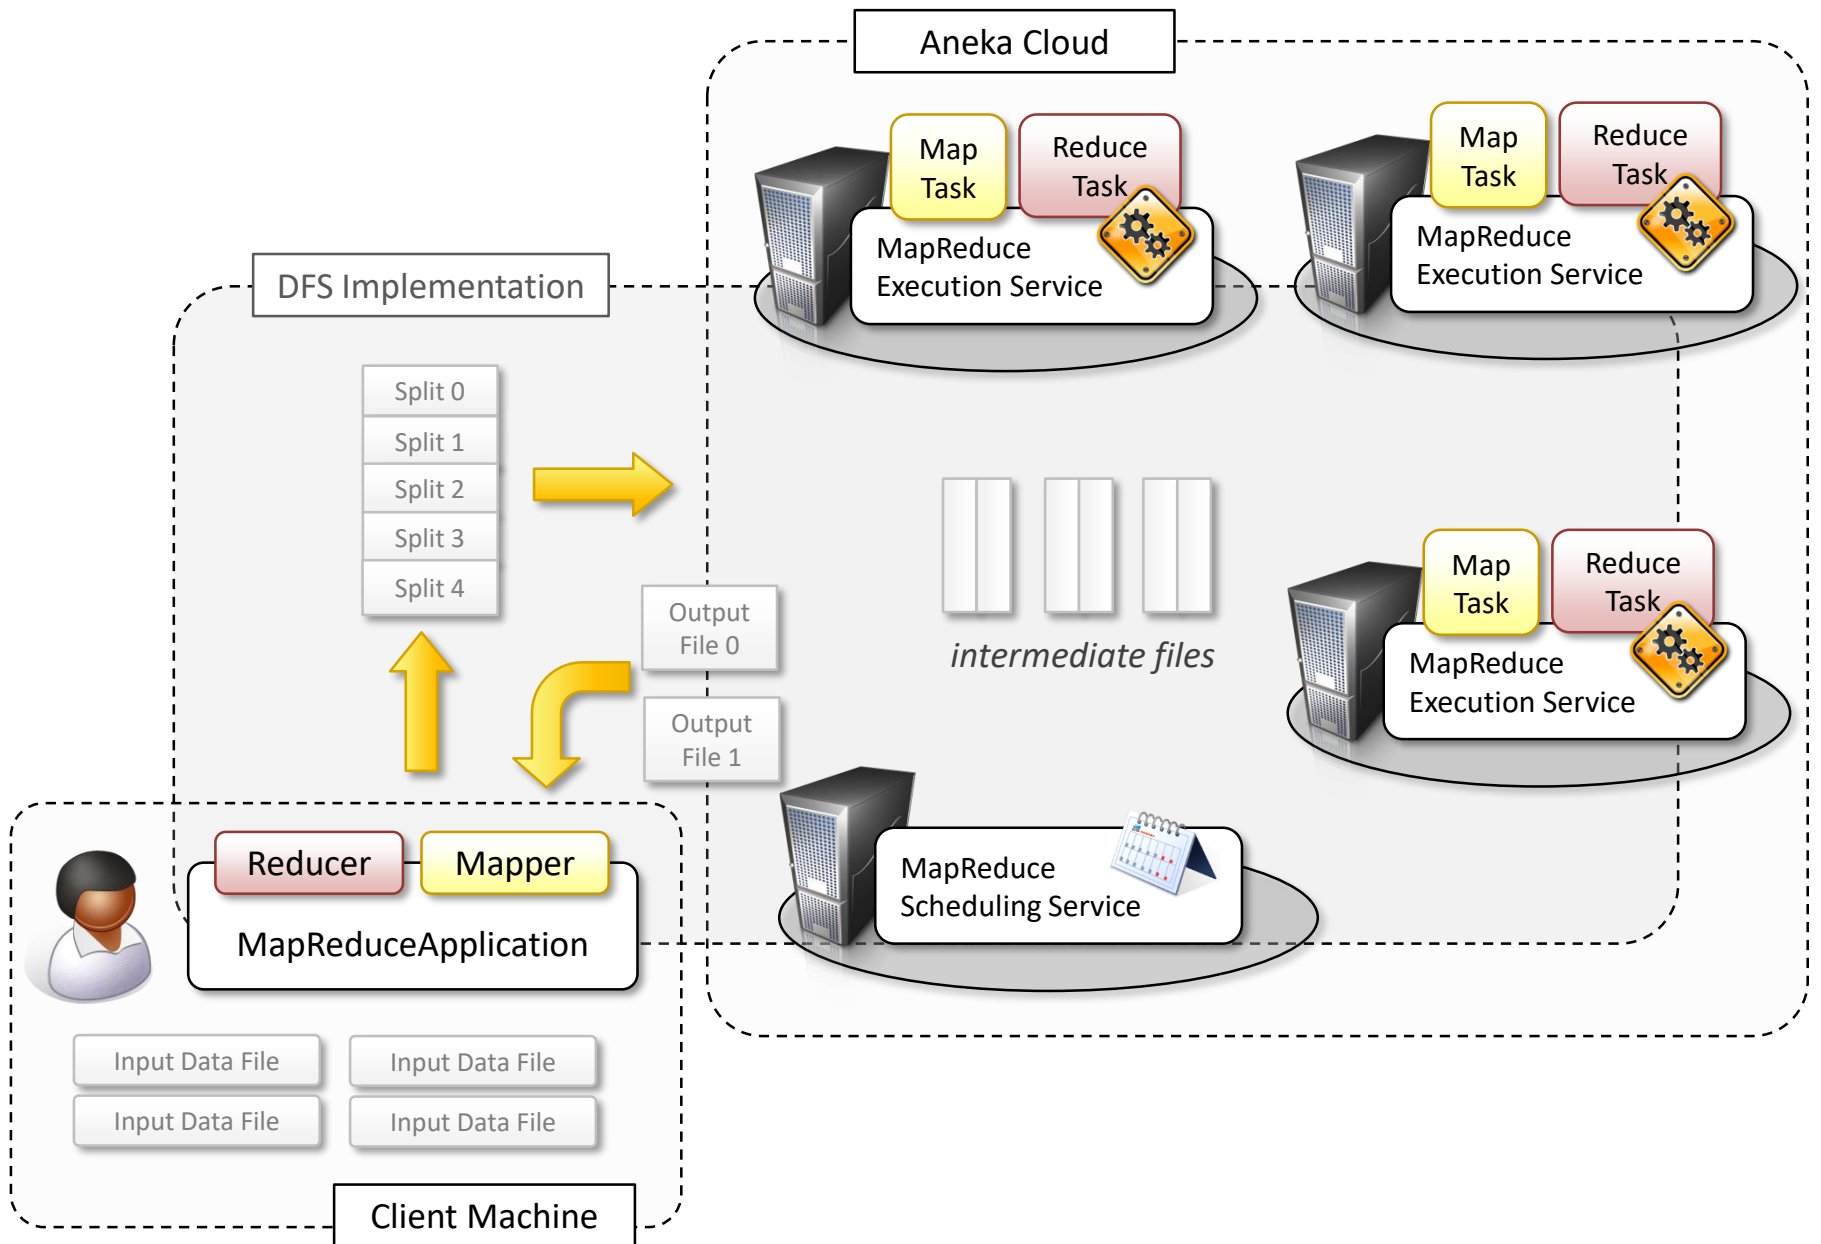 Aneka Cloud
Map
Task
Reduce
Task
MapReduce
Execution Service
Map
Task
Reduce
Task
MapReduce
Execution Service
DFS Implementation
Split 0
Split 1
Split 2
Split 3
Split 4
Output
File 0
Output
File 1
intermediate files
Map
Task
Reduce
Task
MapReduce
Execution Service
MapReduce
Scheduling Service
Reducer
Mapper
MapReduceApplication
Input Data File
Input Data File
Input Data File
Input Data File
Client Machine